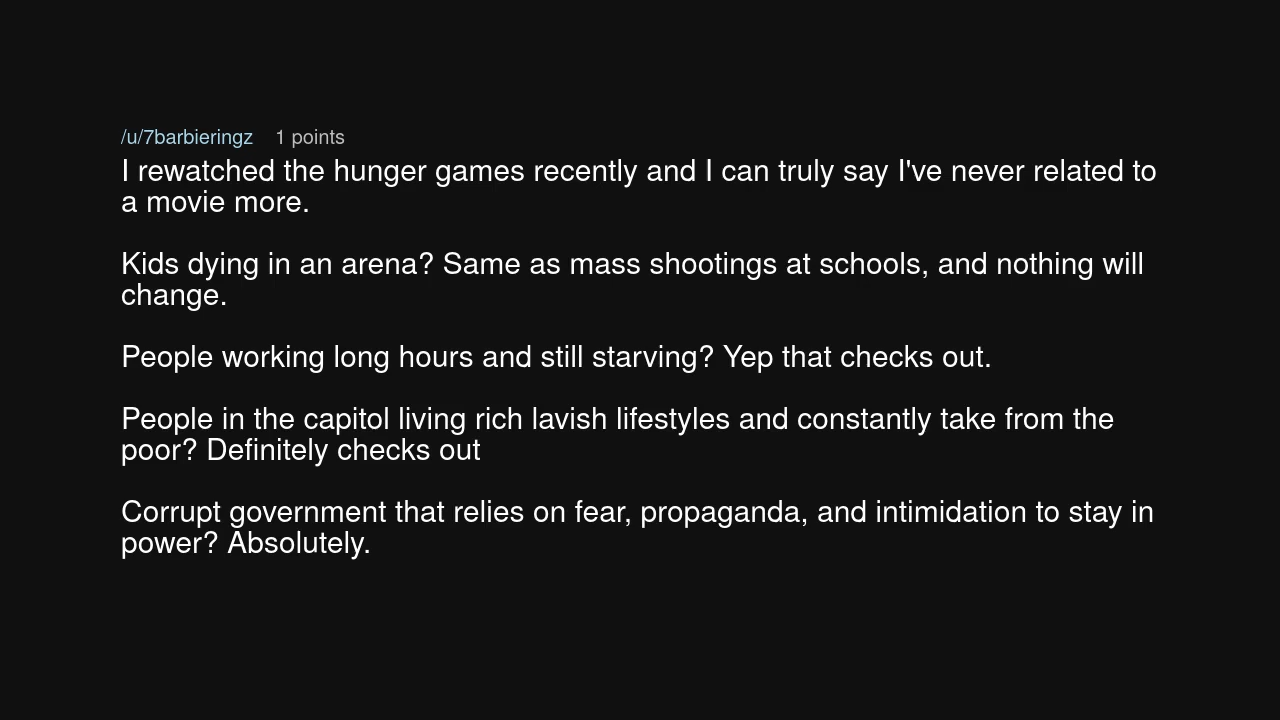 /u/7barbieringz 1 points
I rewatched the hunger games recently and I can truly say I've never related to
a movie more.
Kids dying in an arena? Same as mass shootings at schools, and nothing will
change.
People working long hours and still starving? Yep that checks out.
People in the capitol living rich lavish lifestyles and constantly take from the
poor? Definitely checks out
Corrupt government that relies on fear, propaganda, and intimidation to stay in
power? Absolutely.